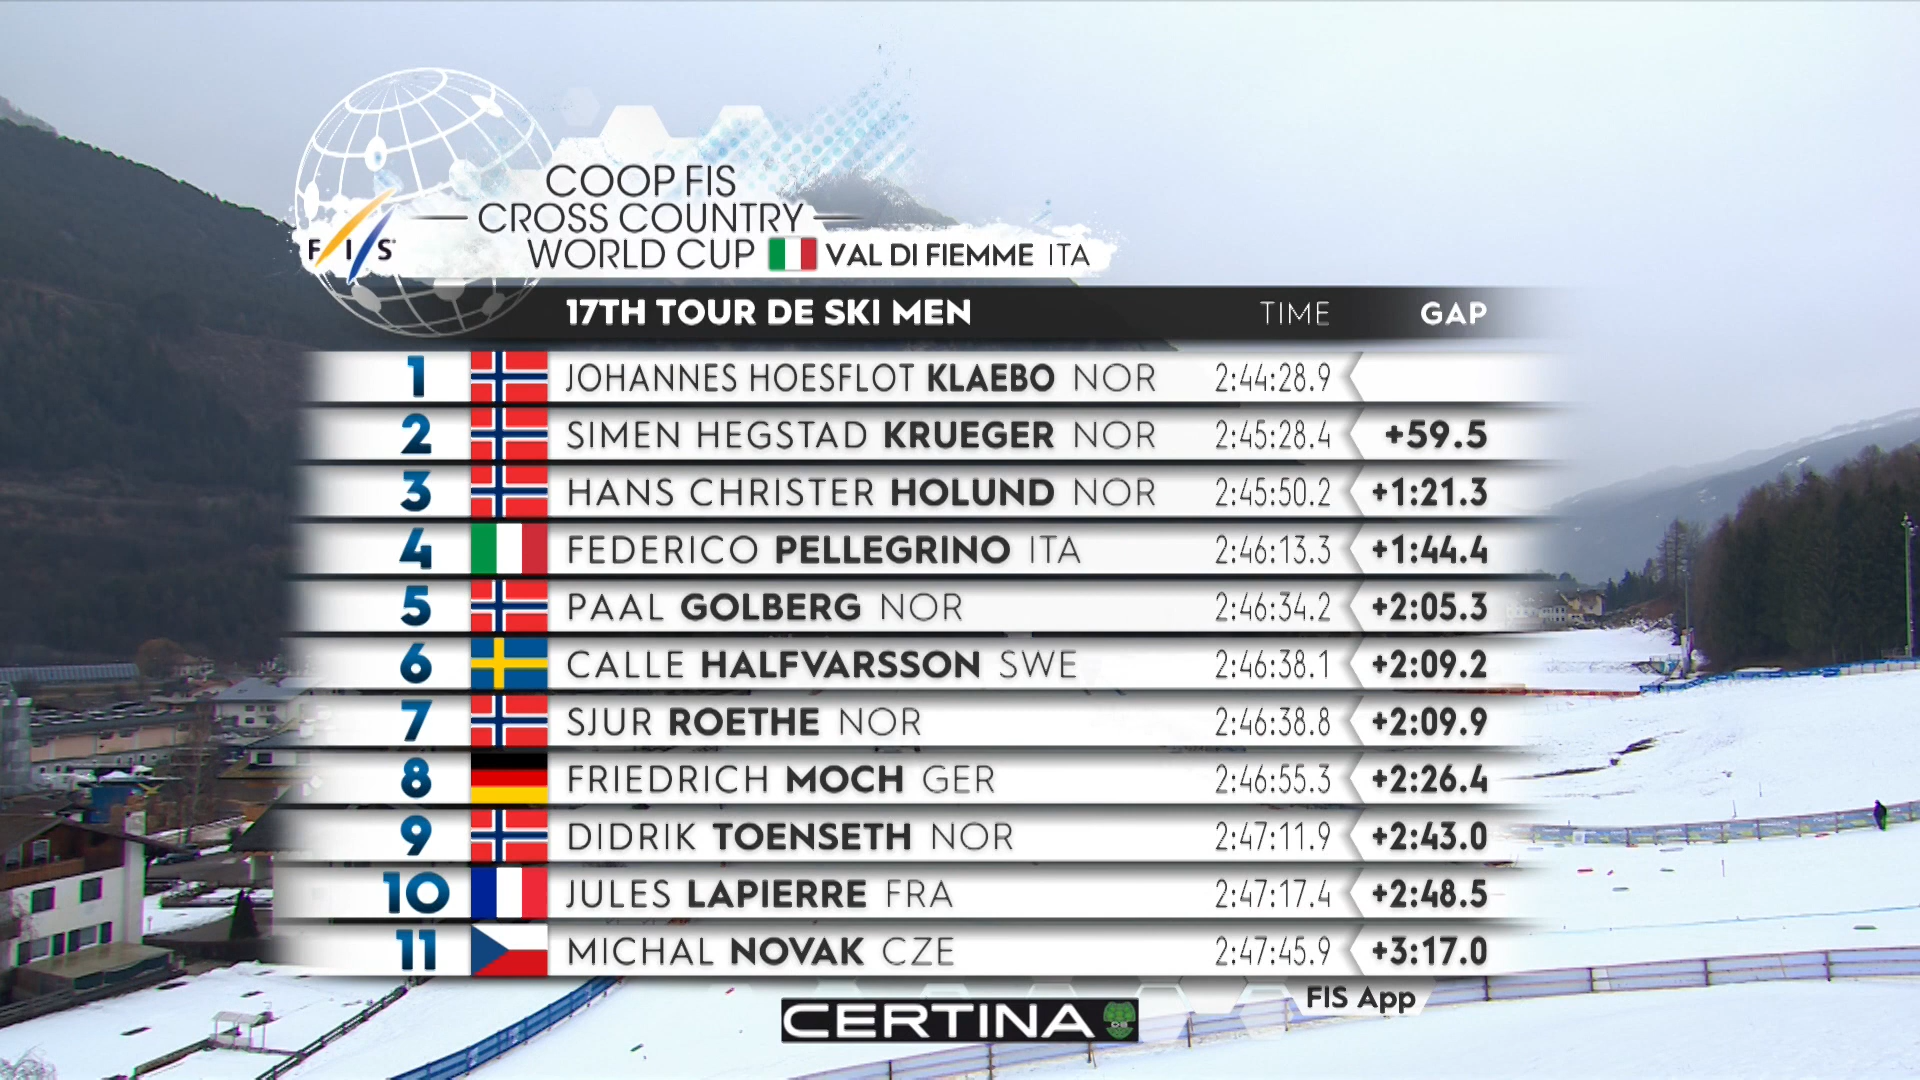 COOP FIS
CROSS COUNTRY
WORLD CUP VAL DI FIEMME ITA
FIS
17TH TOUR DE SKI MEN TIME GAP
1 JOHANNES HOESFLOT KLAEBO NOR 2:44:28.9
2 SIMEN HEGSTAD KRUEGER NOR 2:45:28.4 +59.5
3 HANS CHRISTER HOLUND NOR 2:45:50.2 +1:21.3
4 FEDERICO PELLEGRINO ITA 2:46:13.3 +1:44.4
5 PAAL GOLBERG NOR 2:46:34.2 +2:05.3
6 CALLE HALFVARSSON SWE 2:46:38.1 +2:09.2
7 SJUR ROETHE NOR 2:46:38.8 +2:09.9
8 FRIEDRICH MOCH GER 2:46:55.3 +2:26.4
9 DIDRIK TOENSETH NOR 2:47:11.9 +2:43.0
10 JULES LAPIERRE FRA 2:47:17.4 +2:48.5
11 MICHAL NOVAK CZE 2:47:45.9 +3:17.0
FIS App
CERTINA